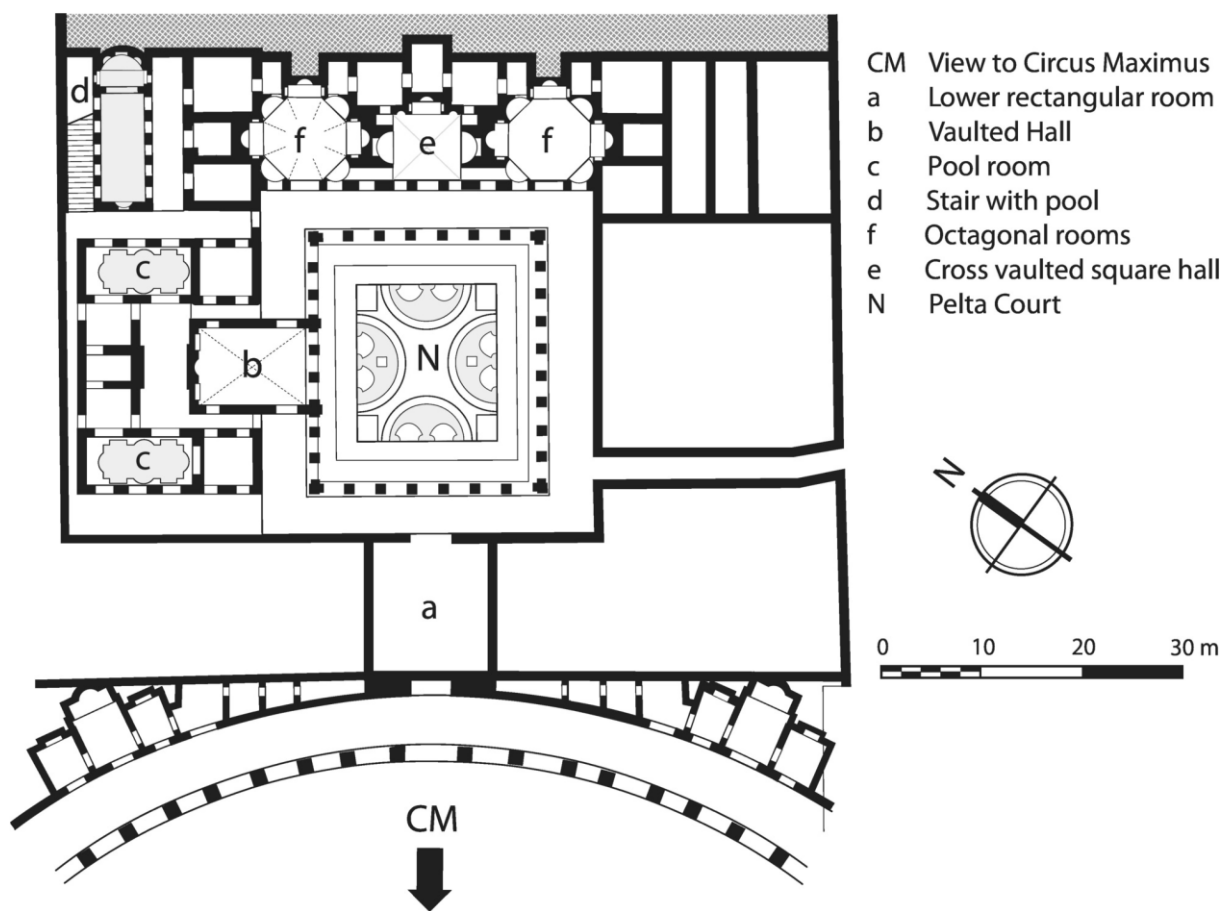 CM View to Circus Maximus
a Lower rectangular room
b Vaulted Hall
c Pool room
d Stair with pool
f Octagonal rooms
e Cross vaulted square hall
N Pelta Court
d
f
e
f
c
b
N
c
a
CM
N
0 10 20 30 m